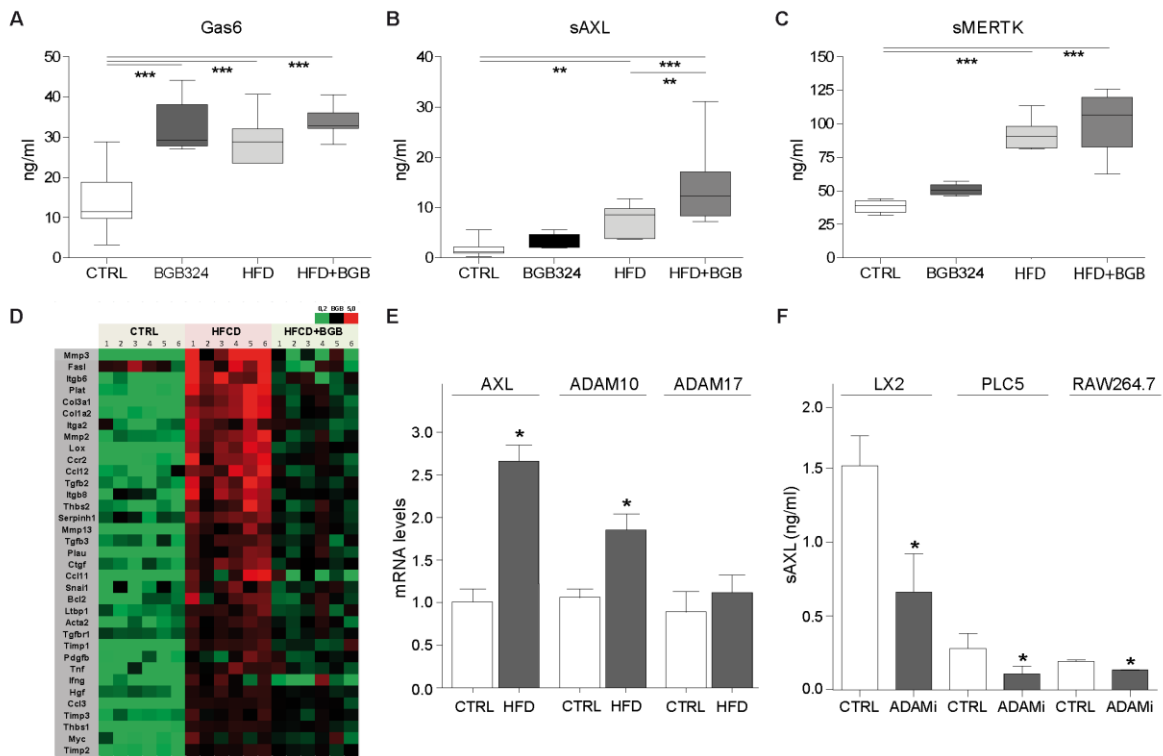 A
Gas6
***
***
***
ng/ml
50
40
30
20
10
0
CTRL BGB324 HFD HFD+BGB
B
sAXL
***
**
**
ng/ml
40
30
20
10
0
CTRL BGB324 HFD HFD+BGB
C
sMERTK
***
***
ng/ml
150
125
100
75
50
25
0
CTRL BGB324 HFD HFD+BGB
D
0,2 BGB 5,0
CTRL HFCD HFCD+BGB
1 2 3 4 5 6 1 2 3 4 5 6 1 2 3 4 5 6
Mmp3
Fasl
Itgb6
Plat
Col3a1
Col1a2
Itga2
Mmp2
Lox
Ccr2
Ccl12
Tgfb2
Itgb8
Thbs2
Serpinh1
Mmp13
Tgfb3
Plau
Ctgf
Ccl11
Snai1
Bcl2
Ltbp1
Acta2
Tgfbr1
Timp1
Pdgfb
Tnf
Ifng
Hgf
Ccl3
Timp3
Thbs1
Myc
Timp2
E
AXL ADAM10 ADAM17
mRNA levels
3.0
2.5
2.0
1.5
1.0
0.5
0.0
*
*
CTRL HFD CTRL HFD CTRL HFD
F
LX2 PLC5 RAW264.7
sAXL (ng/ml)
2.0
1.5
1.0
0.5
0.0
*
*
*
CTRL ADAMi CTRL ADAMi CTRL ADAMi